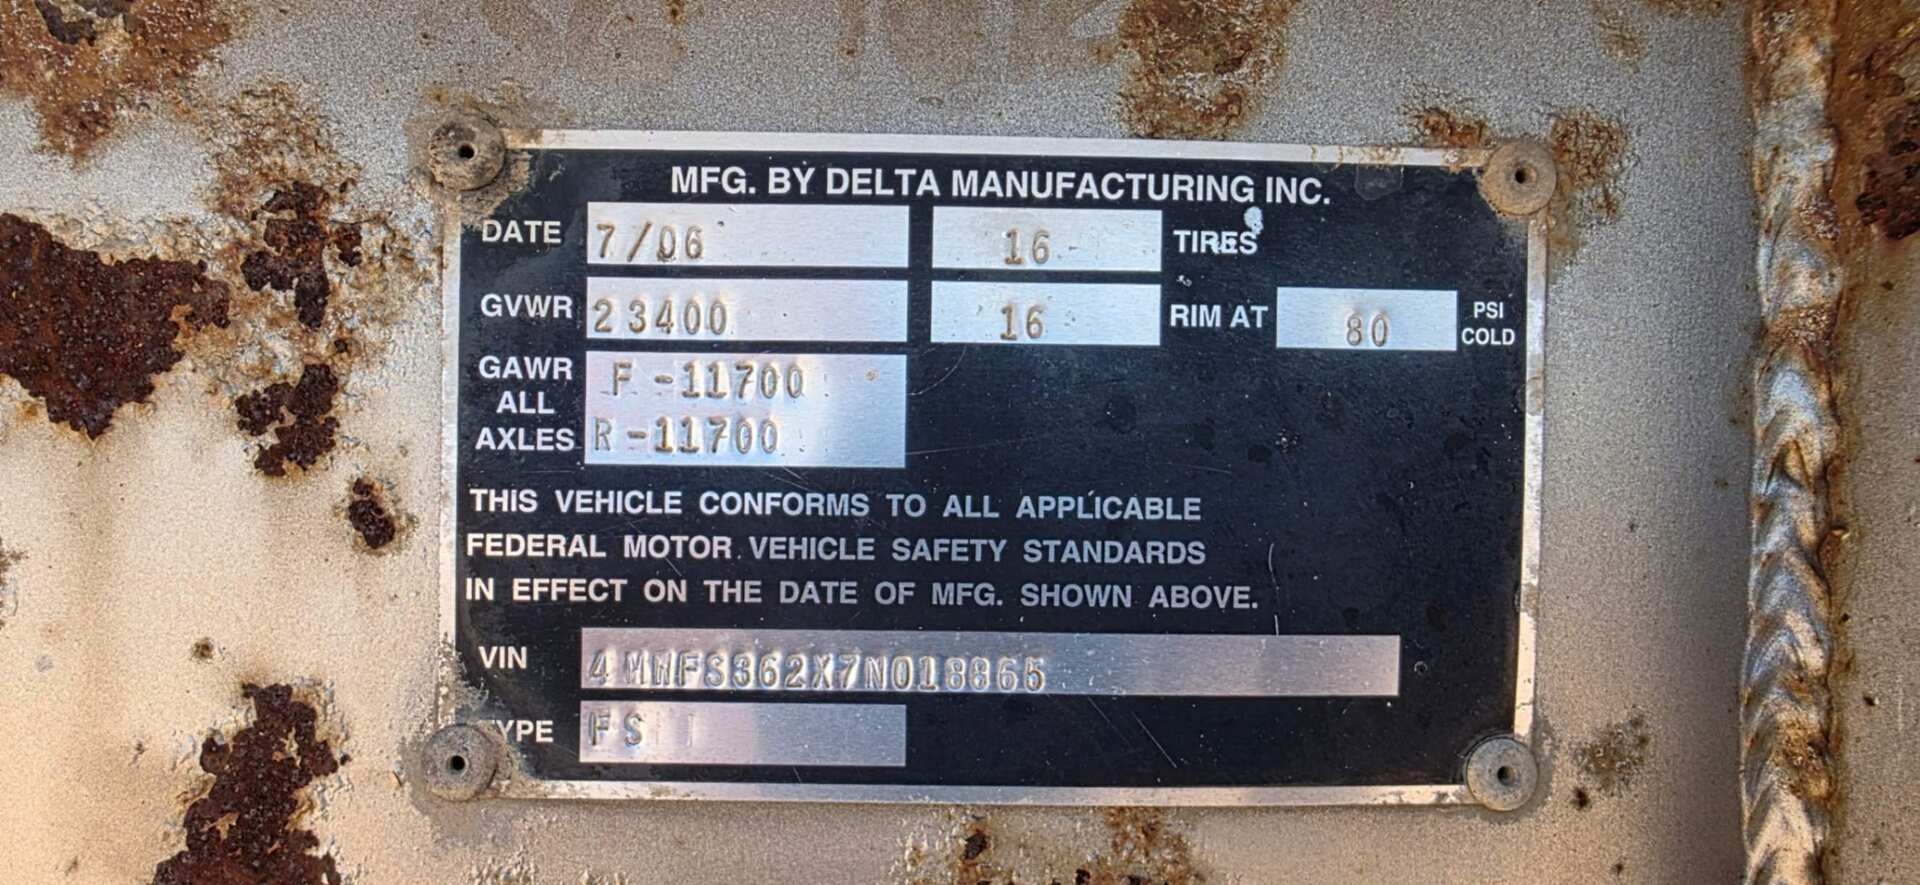 MFG. BY DELTA MANUFACTURING INC.
DATE 7/06 16 TIRES
GVWR 23400 16 RIM AT 80 PSI COLD
GAWR F-11700
ALL
AXLES R-11700
THIS VEHICLE CONFORMS TO ALL APPLICABLE
FEDERAL MOTOR VEHICLE SAFETY STANDARDS
IN EFFECT ON THE DATE OF MFG. SHOWN ABOVE.
VIN 4MWFS362X7N018865
TYPE FS